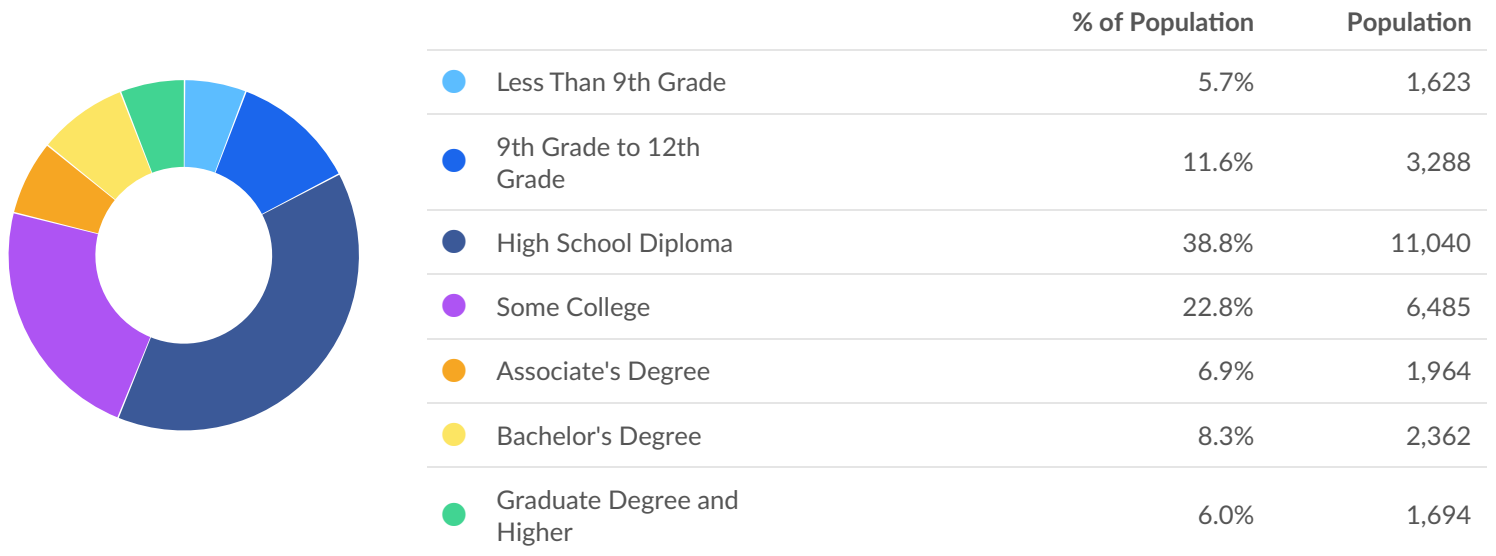 % of Population Population
Less Than 9th Grade 5.7% 1,623
9th Grade to 12th
Grade 11.6% 3,288
High School Diploma 38.8% 11,040
Some College 22.8% 6,485
Associate's Degree 6.9% 1,964
Bachelor's Degree 8.3% 2,362
Graduate Degree and
Higher 6.0% 1,694